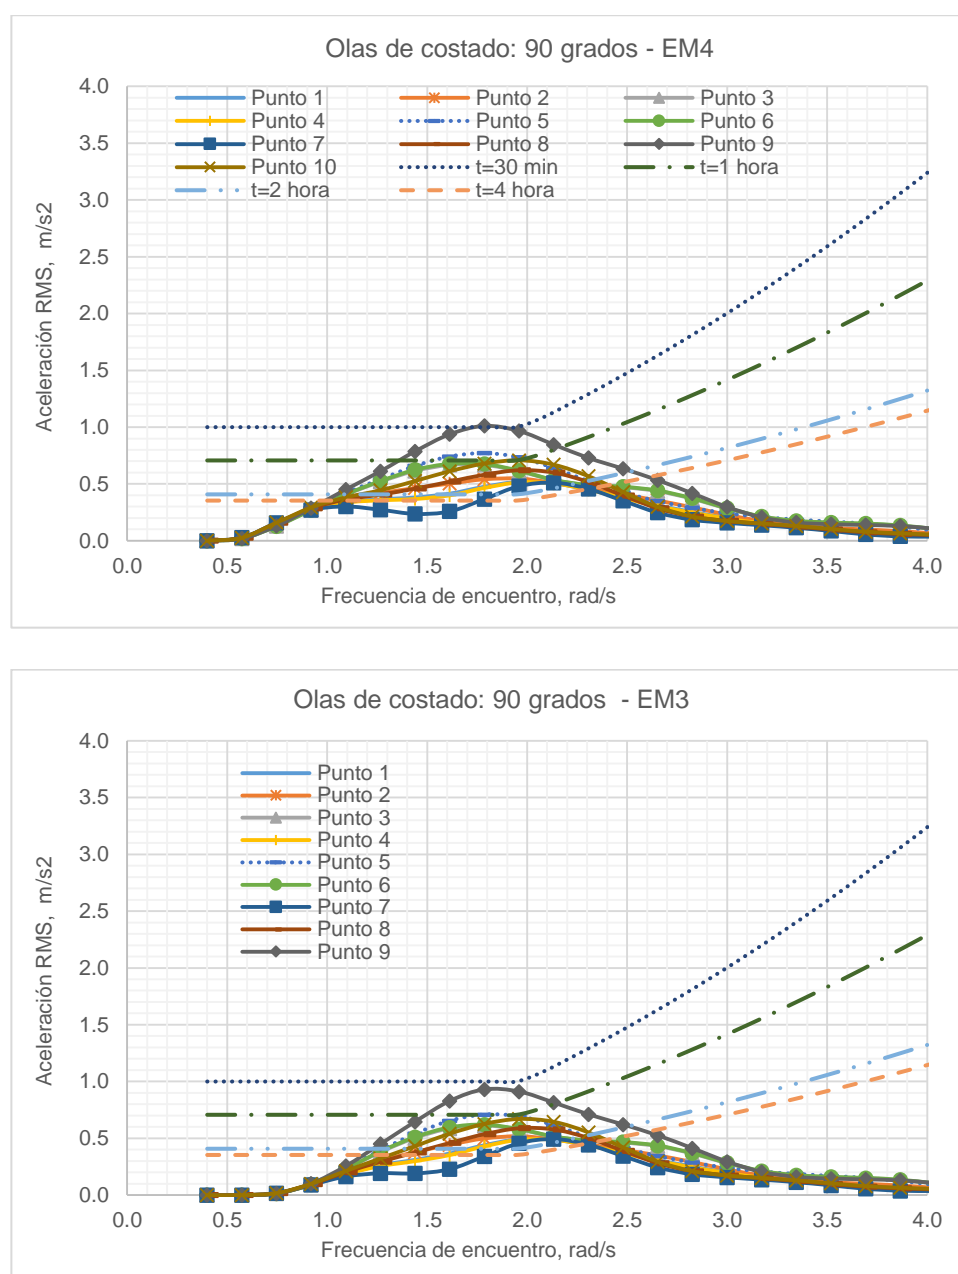 Olas de costado: 90 grados - EM4
4.0
3.5
3.0
2.5
2.0
1.5
1.0
0.5
0.0
Aceleración RMS, m/s2
Punto 1 Punto 2 Punto 3
Punto 4 Punto 5 Punto 6
Punto 7 Punto 8 Punto 9
Punto 10 t=30 min t=1 hora
t=2 hora t=4 hora
0.0 0.5 1.0 1.5 2.0 2.5 3.0 3.5 4.0
Frecuencia de encuentro, rad/s
Olas de costado: 90 grados - EM3
4.0
3.5
3.0
2.5
2.0
1.5
1.0
0.5
0.0
Aceleración RMS, m/s2
Punto 1
Punto 2
Punto 3
Punto 4
Punto 5
Punto 6
Punto 7
Punto 8
Punto 9
0.0 0.5 1.0 1.5 2.0 2.5 3.0 3.5 4.0
Frecuencia de encuentro, rad/s